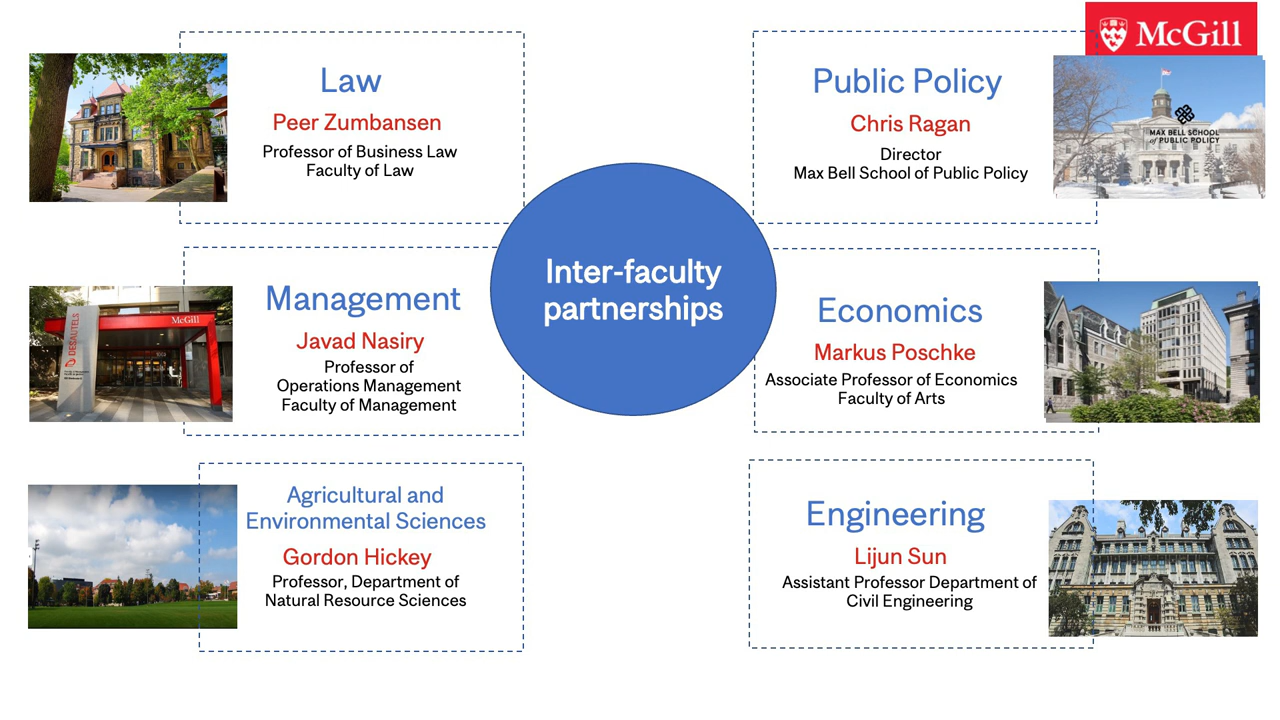 McGill
Law
Peer Zumbansen
Professor of Business Law
Faculty of Law
Public Policy
Chris Ragan
Director
Max Bell School of Public Policy
MAX BELL SCHOOL
of PUBLIC POLICY
Inter-faculty
partnerships
Management
Javad Nasiry
Professor of
Operations Management
Faculty of Management
McGill
DESAUTELS
Economics
Markus Poschke
Associate Professor of Economics
Faculty of Arts
Agricultural and
Environmental Sciences
Gordon Hickey
Professor, Department of
Natural Resource Sciences
Engineering
Lijun Sun
Assistant Professor Department of
Civil Engineering